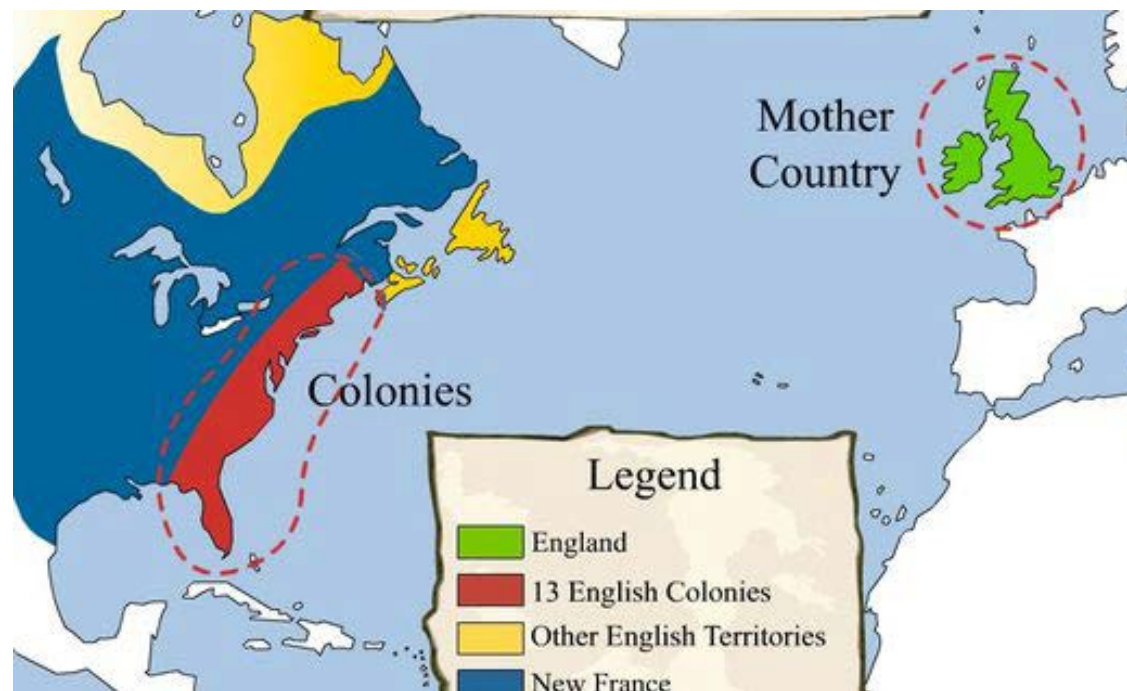 Mother
Country
Colonies
Legend
England
13 English Colonies
Other English Territories
New France